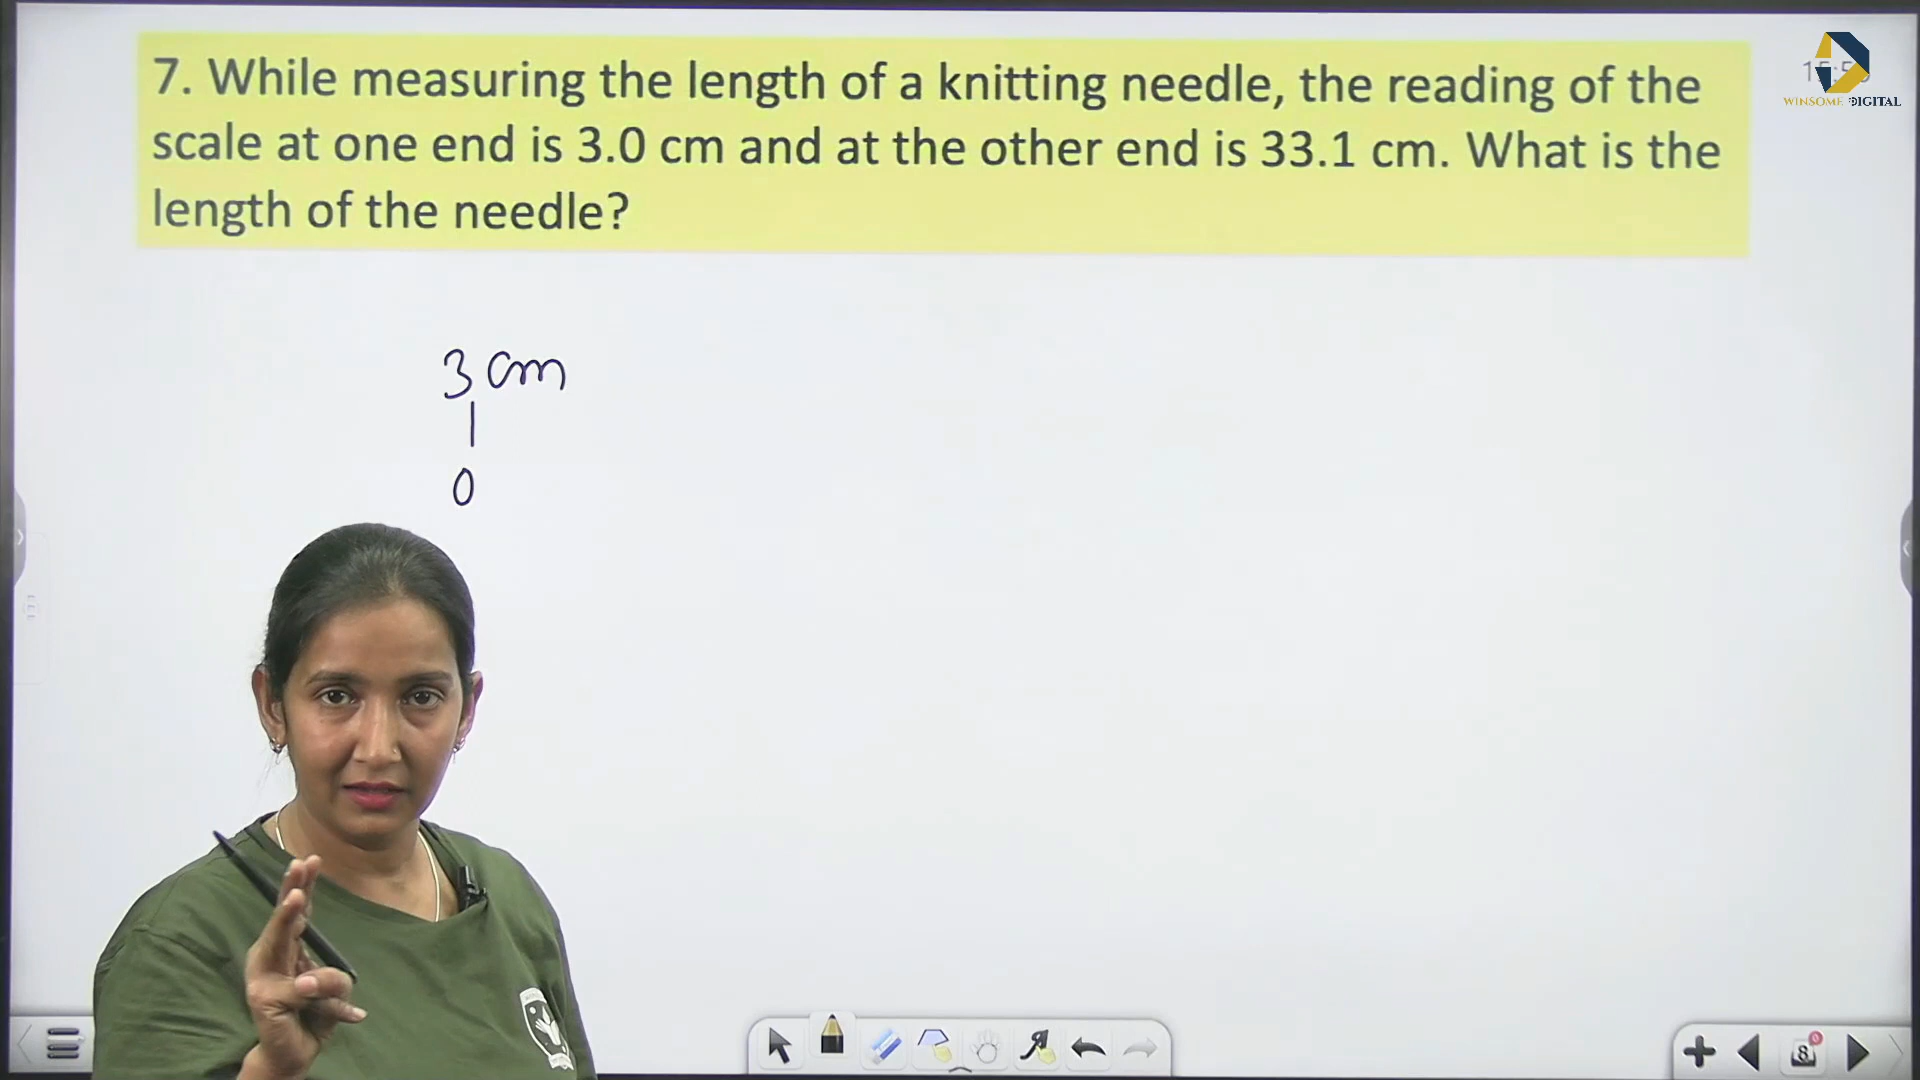 7. While measuring the length of a knitting needle, the reading of the
scale at one end is 3.0 cm and at the other end is 33.1 cm. What is the
length of the needle?
WINSOME DIGITAL
3 cm
0
8